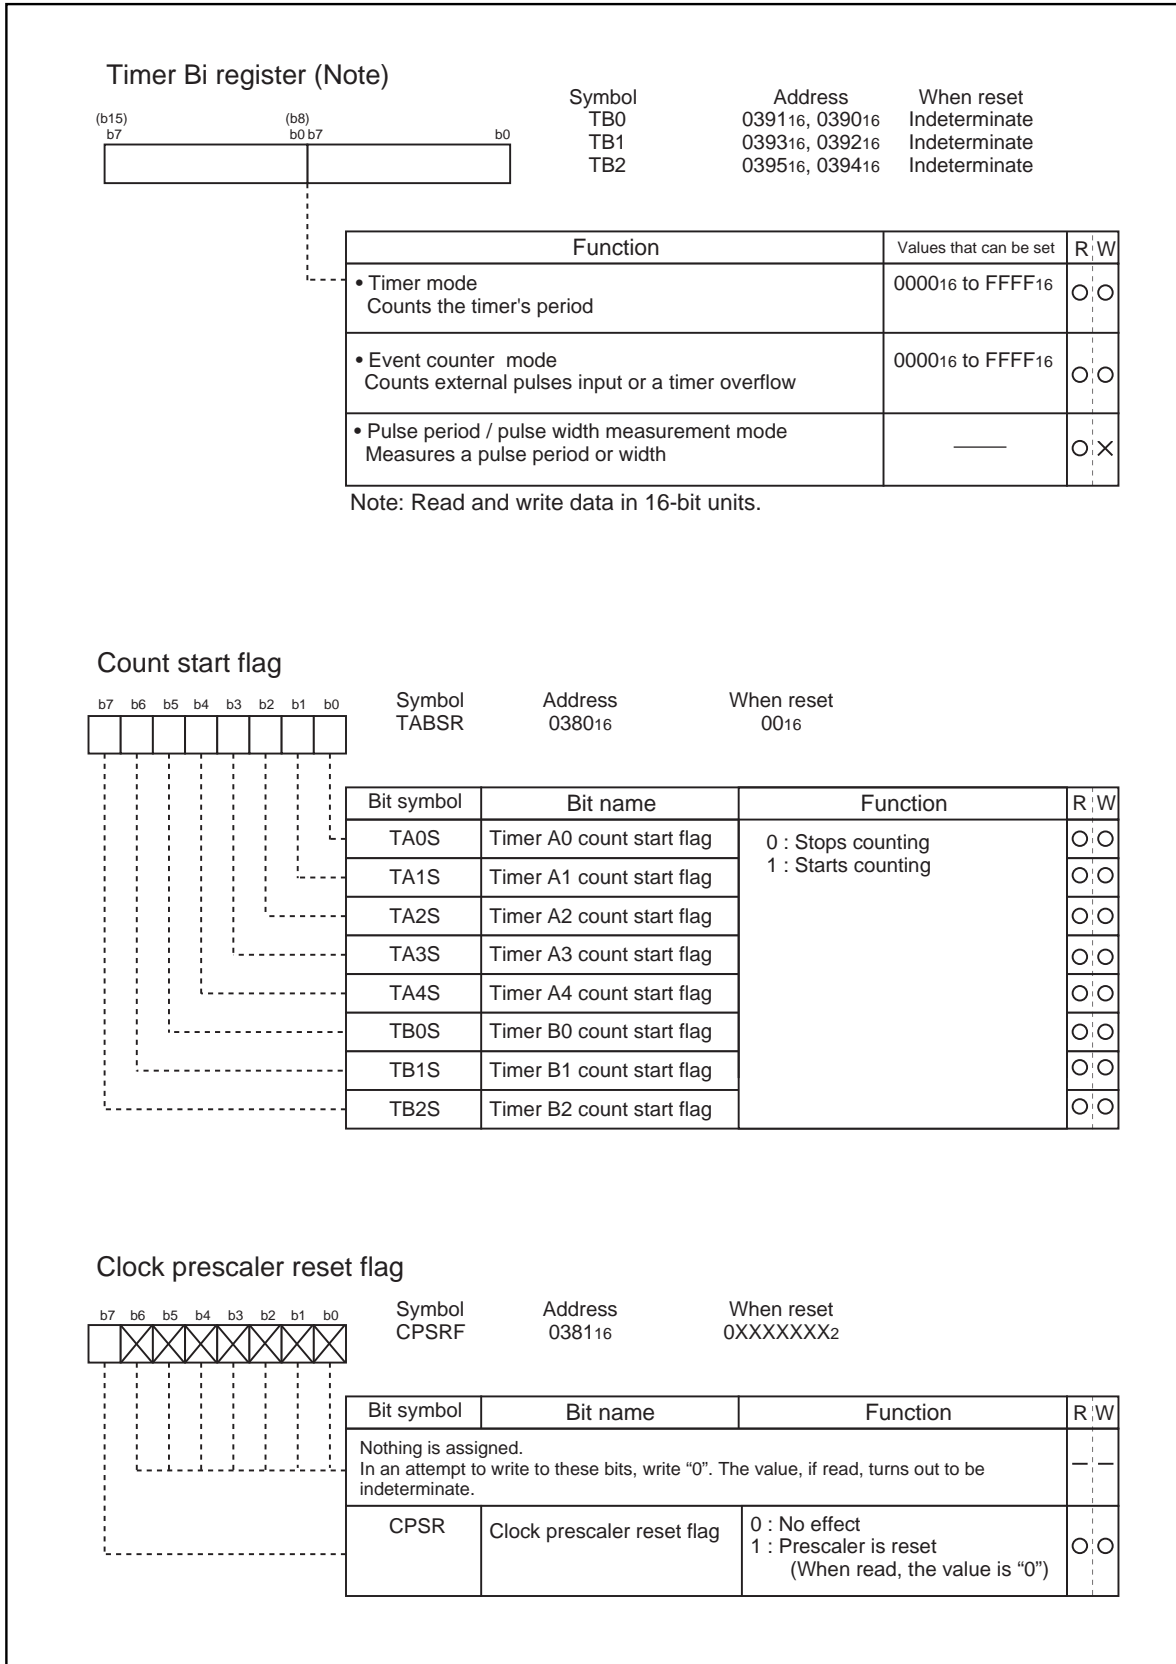 Timer Bi register (Note)
Symbol Address When reset
TB0 039116, 039016 Indeterminate
TB1 039316, 039216 Indeterminate
TB2 039516, 039416 Indeterminate
(b15) (b8)
b7 b0 b7 b0
Function Values that can be set R W
• Timer mode 000016 to FFFF16
Counts the timer's period
• Event counter mode 000016 to FFFF16
Counts external pulses input or a timer overflow
• Pulse period / pulse width measurement mode
Measures a pulse period or width
Note: Read and write data in 16-bit units.
Count start flag
b7 b6 b5 b4 b3 b2 b1 b0
Symbol Address When reset
TABSR 038016 0016
Bit symbol Bit name Function R W
TA0S Timer A0 count start flag 0 : Stops counting
1 : Starts counting
TA1S Timer A1 count start flag
TA2S Timer A2 count start flag
TA3S Timer A3 count start flag
TA4S Timer A4 count start flag
TB0S Timer B0 count start flag
TB1S Timer B1 count start flag
TB2S Timer B2 count start flag
Clock prescaler reset flag
b7 b6 b5 b4 b3 b2 b1 b0
Symbol Address When reset
CPSRF 038116 0XXXXXXX2
Bit symbol Bit name Function R W
Nothing is assigned.
In an attempt to write to these bits, write “0”. The value, if read, turns out to be
indeterminate.
CPSR Clock prescaler reset flag 0 : No effect
1 : Prescaler is reset
(When read, the value is “0”)